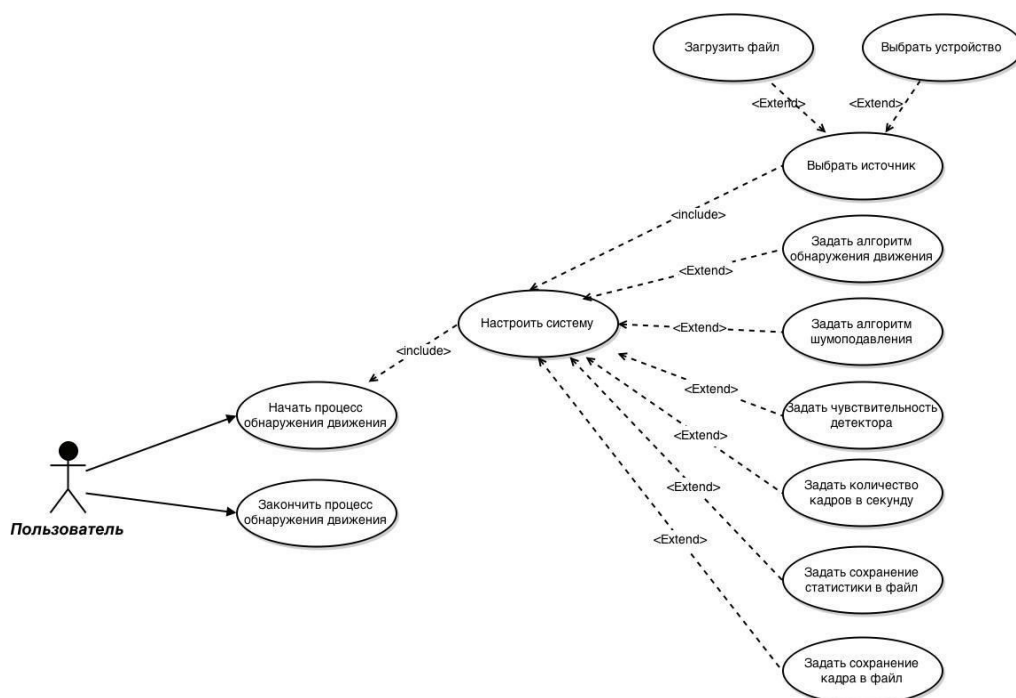 Загрузить файл
Выбрать устройство
<Extend>
<Extend>
Выбрать источник
<include>
Задать алгоритм
обнаружения движения
<Extend>
Настроить систему
<Extend>
Задать алгоритм
шумоподавления
<include>
<Extend>
Задать чувствительность
детектора
Начать процесс
обнаружения движения
<Extend>
Задать количество
кадров в секунду
<Extend>
Закончить процесс
обнаружения движения
Пользователь
<Extend>
Задать сохранение
статистики в файл
Задать сохранение
кадра в файл